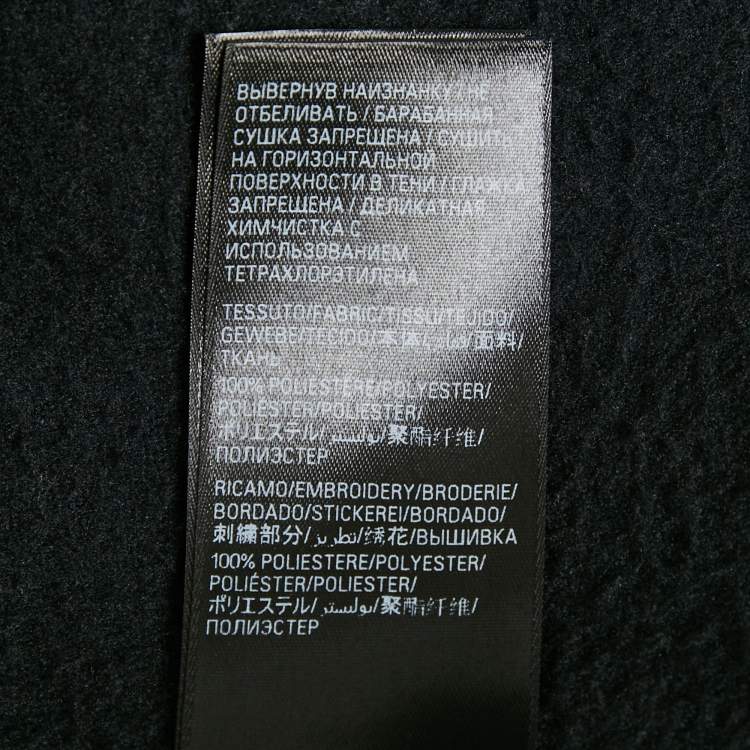 ВЫВЕРНУВ НАИЗНАНКУ / НЕ
ОТБЕЛИВАТЬ / БАРАБАННАЯ
СУШКА ЗАПРЕЩЕНА / СУШИТЬ
НА ГОРИЗОНТАЛЬНОЙ
ПОВЕРХНОСТИ В ТЕНИ / ГЛАЖКА
ЗАПРЕЩЕНА / ДЕЛИКАТНАЯ
ХИМЧИСТКА С
ИСПОЛЬЗОВАНИЕМ
ТЕТРАХЛОРЭТИЛЕНА
TESSUTO/FABRIC/TISSU/TEJIDO/
GEWEBE/TECIDO/本体/قماش/面料/
ТКАНЬ
100% POLIESTERE/POLYESTER/
POLIÉSTER/POLIESTER/
ポリエステル/بوليستر/聚酯纤维/
ПОЛИЭСТЕР
RICAMO/EMBROIDERY/BRODERIE/
BORDADO/STICKEREI/BORDADO/
刺繍部分/تطريز/绣花/ВЫШИВКА
100% POLIESTERE/POLYESTER/
POLIÉSTER/POLIESTER/
ポリエステル/بوليستر/聚酯纤维/
ПОЛИЭСТЕР